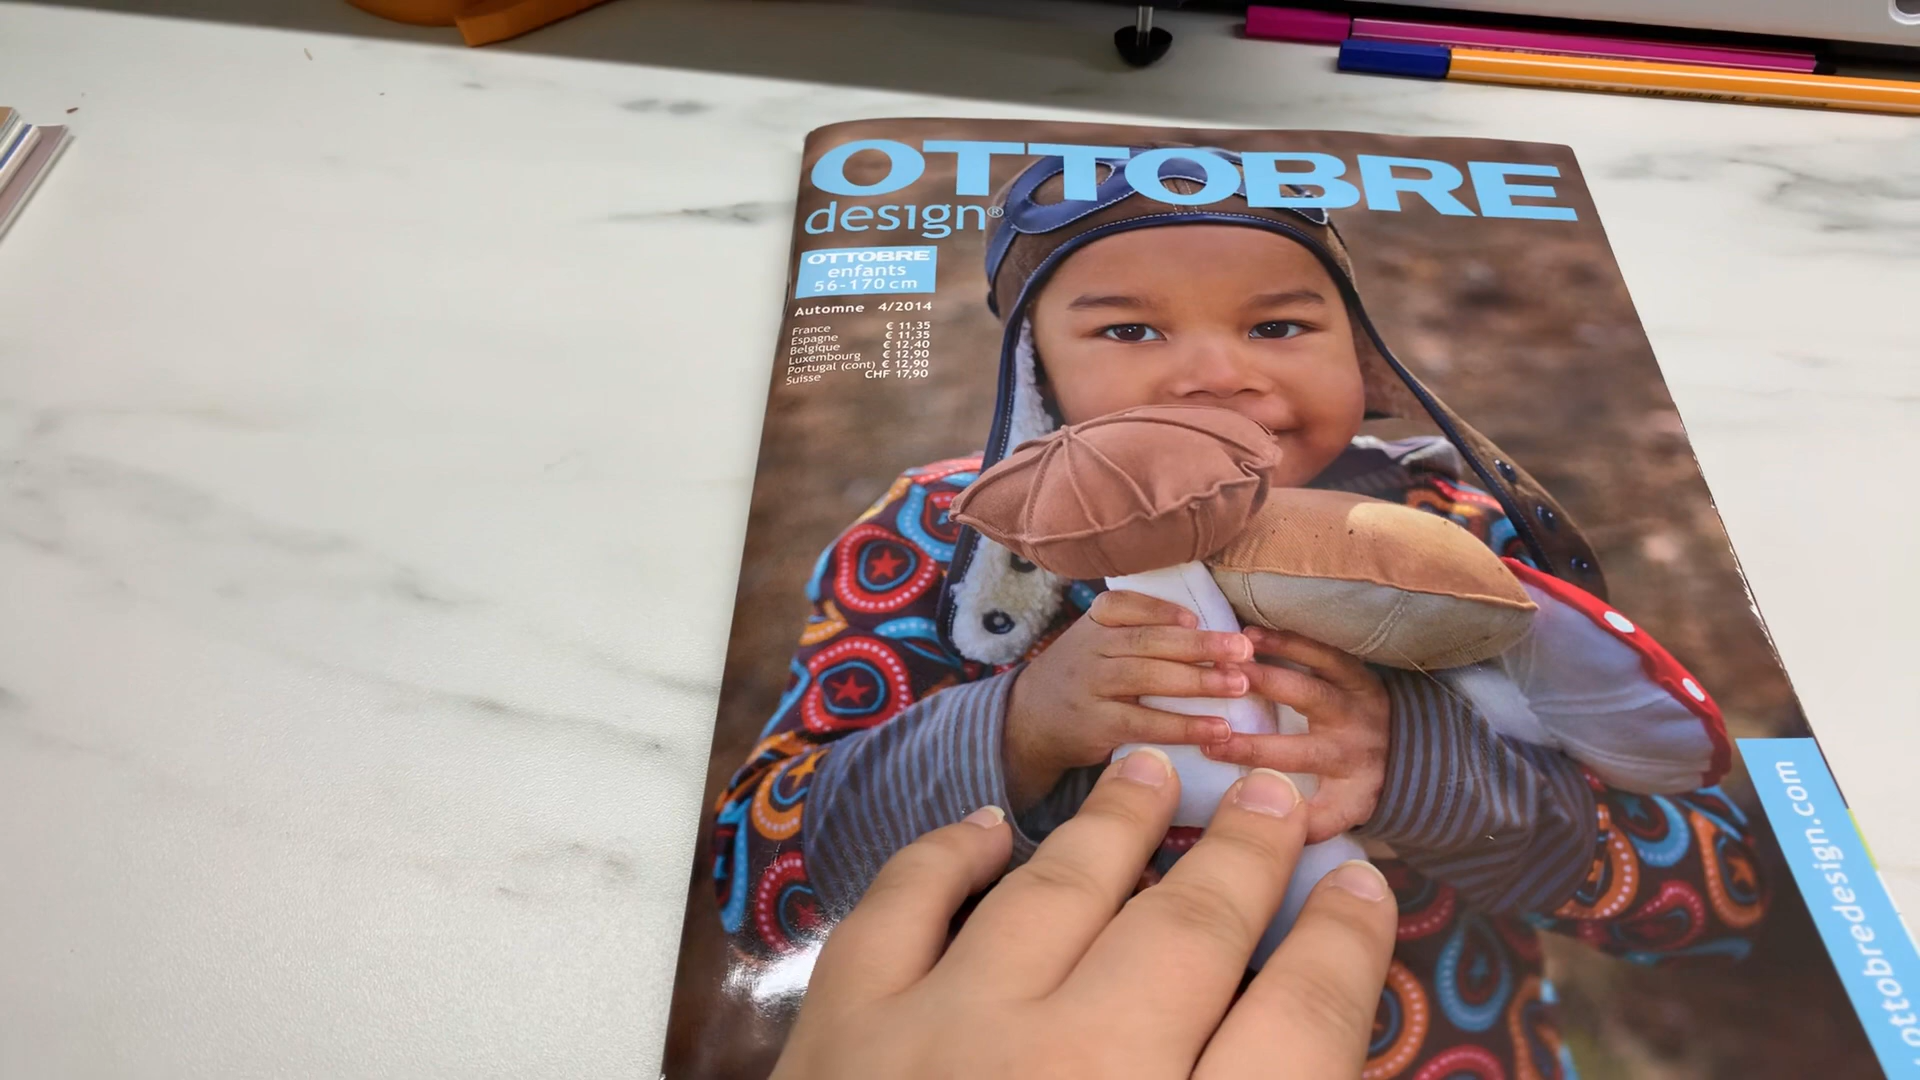 OTTOBRE
design®
OTTOBRE
enfants
56-170 cm
Automne 4/2014
France € 11,35
Espagne € 11,35
Belgique € 12,40
Luxembourg € 12,90
Portugal (cont) € 12,90
Suisse CHF 17,90
ottobredesign.com